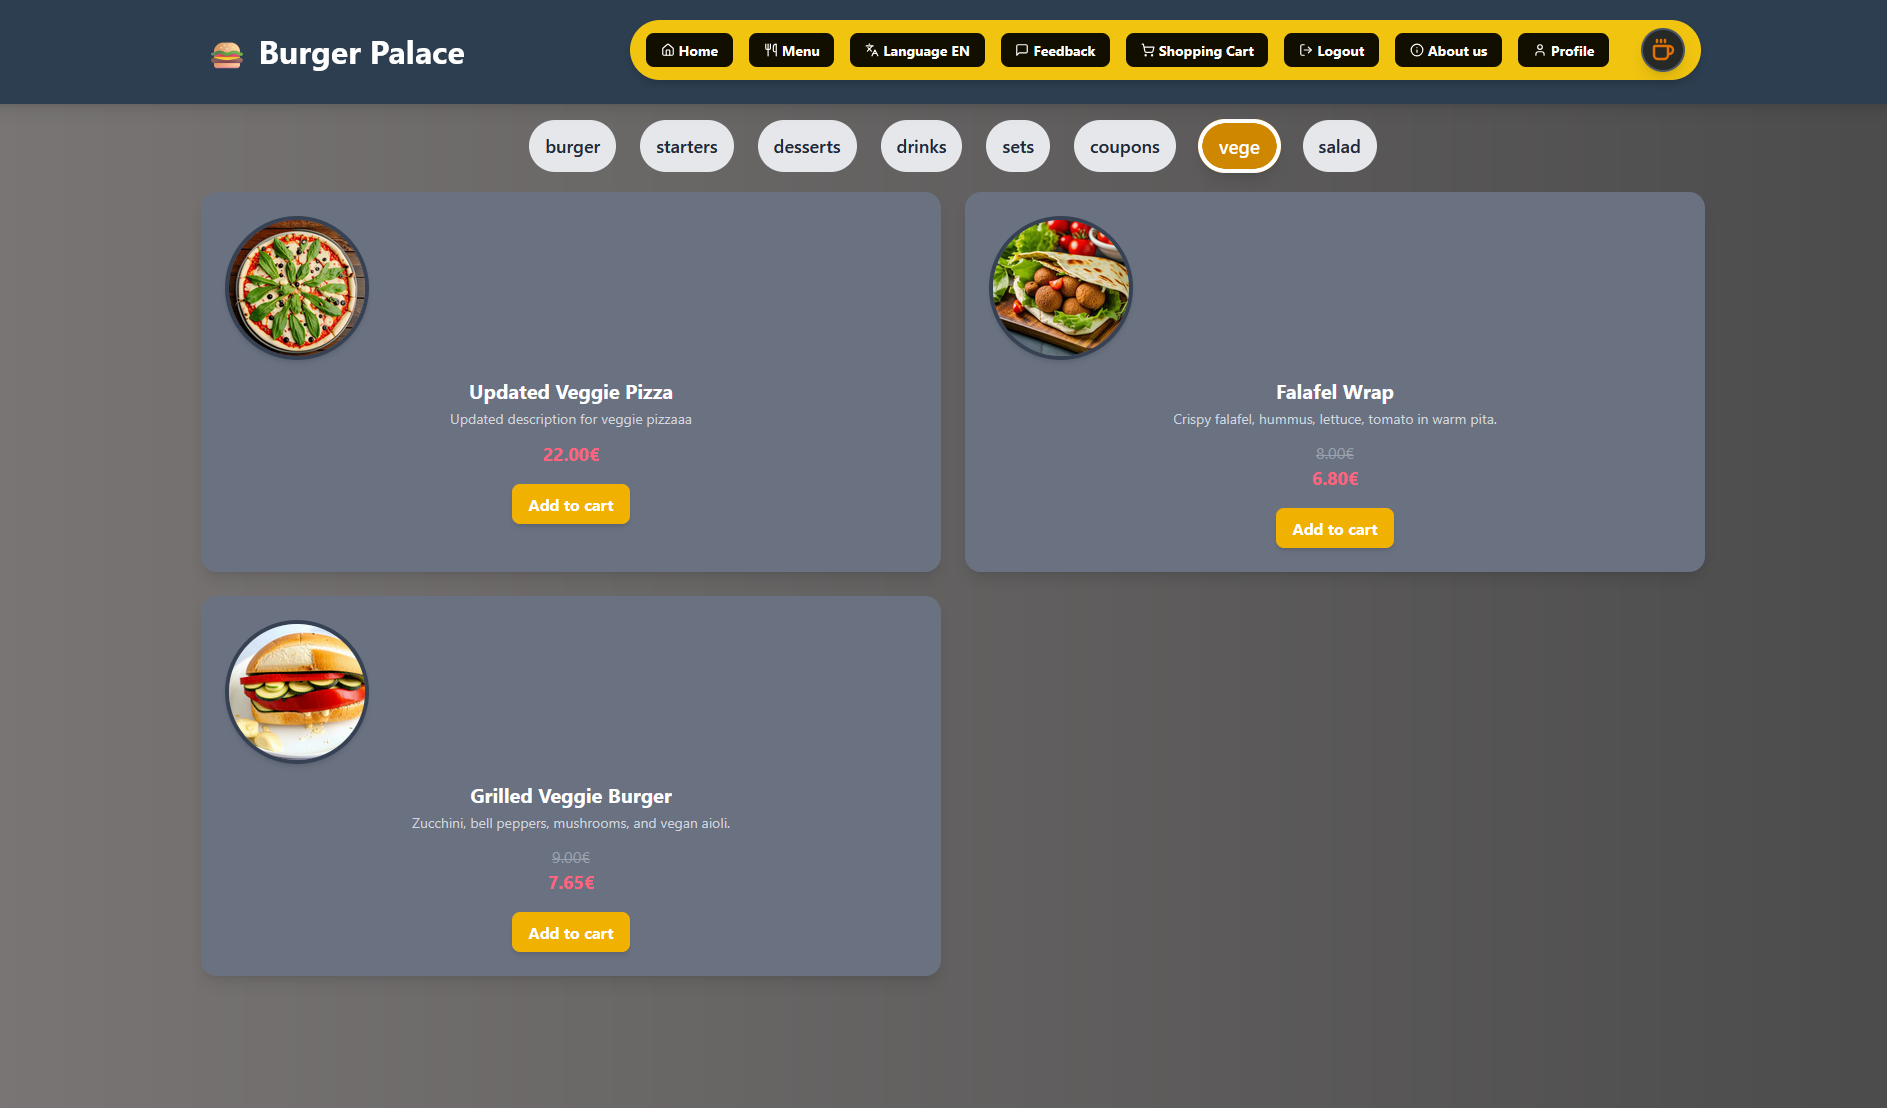 Burger Palace
Home
Menu
Language EN
Feedback
Shopping Cart
Logout
About us
Profile
burger
starters
desserts
drinks
sets
coupons
vege
salad
Updated Veggie Pizza
Updated description for veggie pizzaaa
22.00€
Add to cart
Falafel Wrap
Crispy falafel, hummus, lettuce, tomato in warm pita.
8.00€
6.80€
Add to cart
Grilled Veggie Burger
Zucchini, bell peppers, mushrooms, and vegan aioli.
9.00€
7.65€
Add to cart